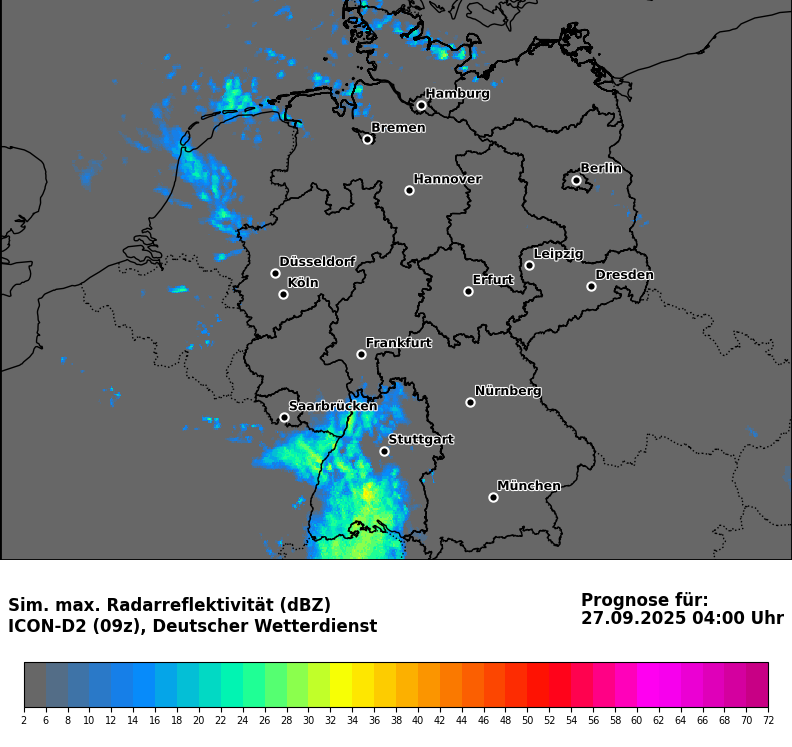 Hamburg
Bremen
Berlin
Hannover
Leipzig
Düsseldorf
Dresden
Köln
Erfurt
Frankfurt
Nürnberg
Saarbrücken
Stuttgart
München
Sim. max. Radarreflektivität (dBZ)
ICON-D2 (09z), Deutscher Wetterdienst
Prognose für:
27.09.2025 04:00 Uhr
2 6 8 10 12 14 16 18 20 22 24 26 28 30 32 34 36 38 40 42 44 46 48 50 52 54 56 58 60 62 64 66 68 70 72